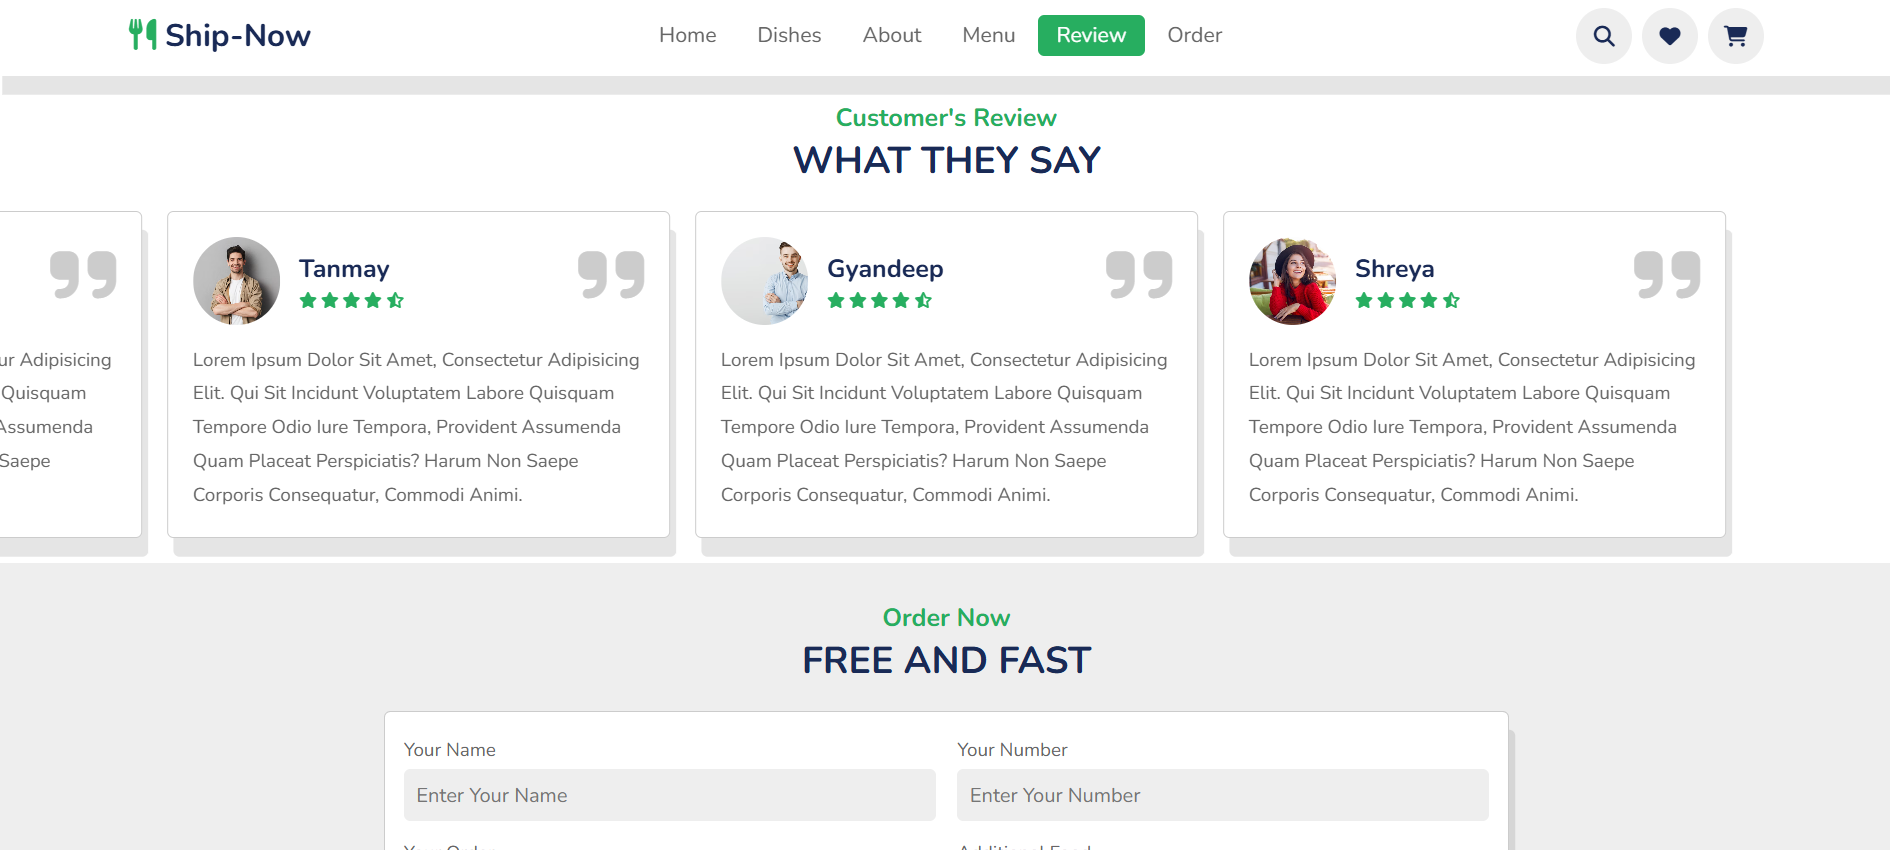 Ship-Now
Home Dishes About Menu Review Order
Customer's Review
WHAT THEY SAY
ur Adipisicing
Quisquam
Assumenda
Saepe
Tanmay
Lorem Ipsum Dolor Sit Amet, Consectetur Adipisicing
Elit. Qui Sit Incidunt Voluptatem Labore Quisquam
Tempore Odio Iure Tempora, Provident Assumenda
Quam Placeat Perspiciatis? Harum Non Saepe
Corporis Consequatur, Commodi Animi.
Gyandeep
Lorem Ipsum Dolor Sit Amet, Consectetur Adipisicing
Elit. Qui Sit Incidunt Voluptatem Labore Quisquam
Tempore Odio Iure Tempora, Provident Assumenda
Quam Placeat Perspiciatis? Harum Non Saepe
Corporis Consequatur, Commodi Animi.
Shreya
Lorem Ipsum Dolor Sit Amet, Consectetur Adipisicing
Elit. Qui Sit Incidunt Voluptatem Labore Quisquam
Tempore Odio Iure Tempora, Provident Assumenda
Quam Placeat Perspiciatis? Harum Non Saepe
Corporis Consequatur, Commodi Animi.
Order Now
FREE AND FAST
Your Name
Enter Your Name
Your Number
Enter Your Number